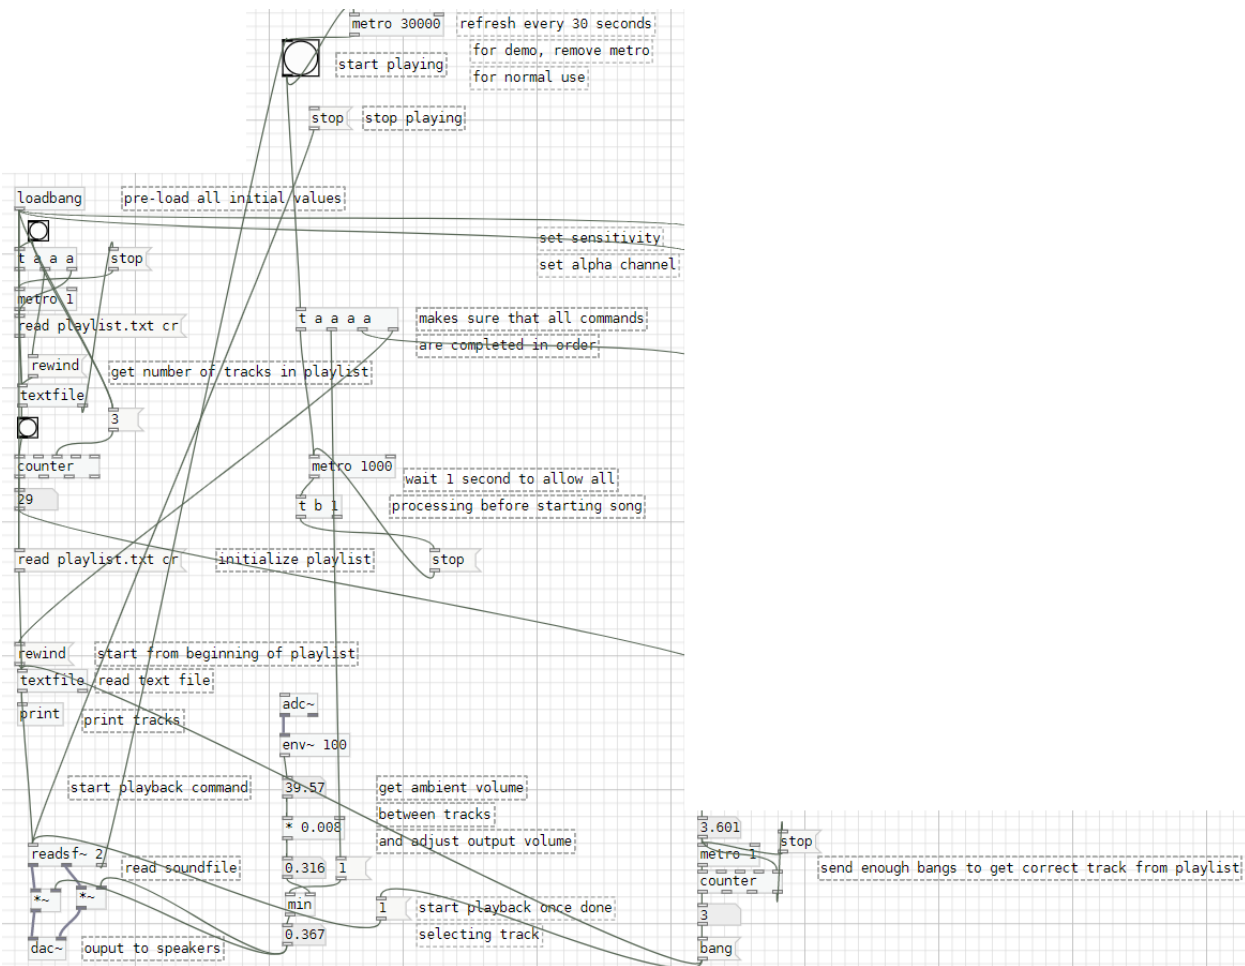 metro 30000 refresh every 30 seconds
for demo, remove metro
start playing for normal use
stop stop playing
loadbang pre-load all initial values
set sensitivity
t a a a stop set alpha channel
metro 1
t a a a a makes sure that all commands
read playlist.txt cr
are completed in order
rewind get number of tracks in playlist
textfile
3
counter metro 1000
wait 1 second to allow all
29
t b 1 processing before starting song
read playlist.txt cr initialize playlist stop
rewind start from beginning of playlist
textfile read text file
adc~
print print tracks
env~ 100
start playback command 39.57 get ambient volume
between tracks
* 0.008 and adjust output volume
3.601
stop
readsf~ 2 read soundfile 0.316 1
metro 1 send enough bangs to get correct track from playlist
counter
*~ *~ min 1 start playback once done
3
0.367 selecting track
dac~ ouput to speakers bang